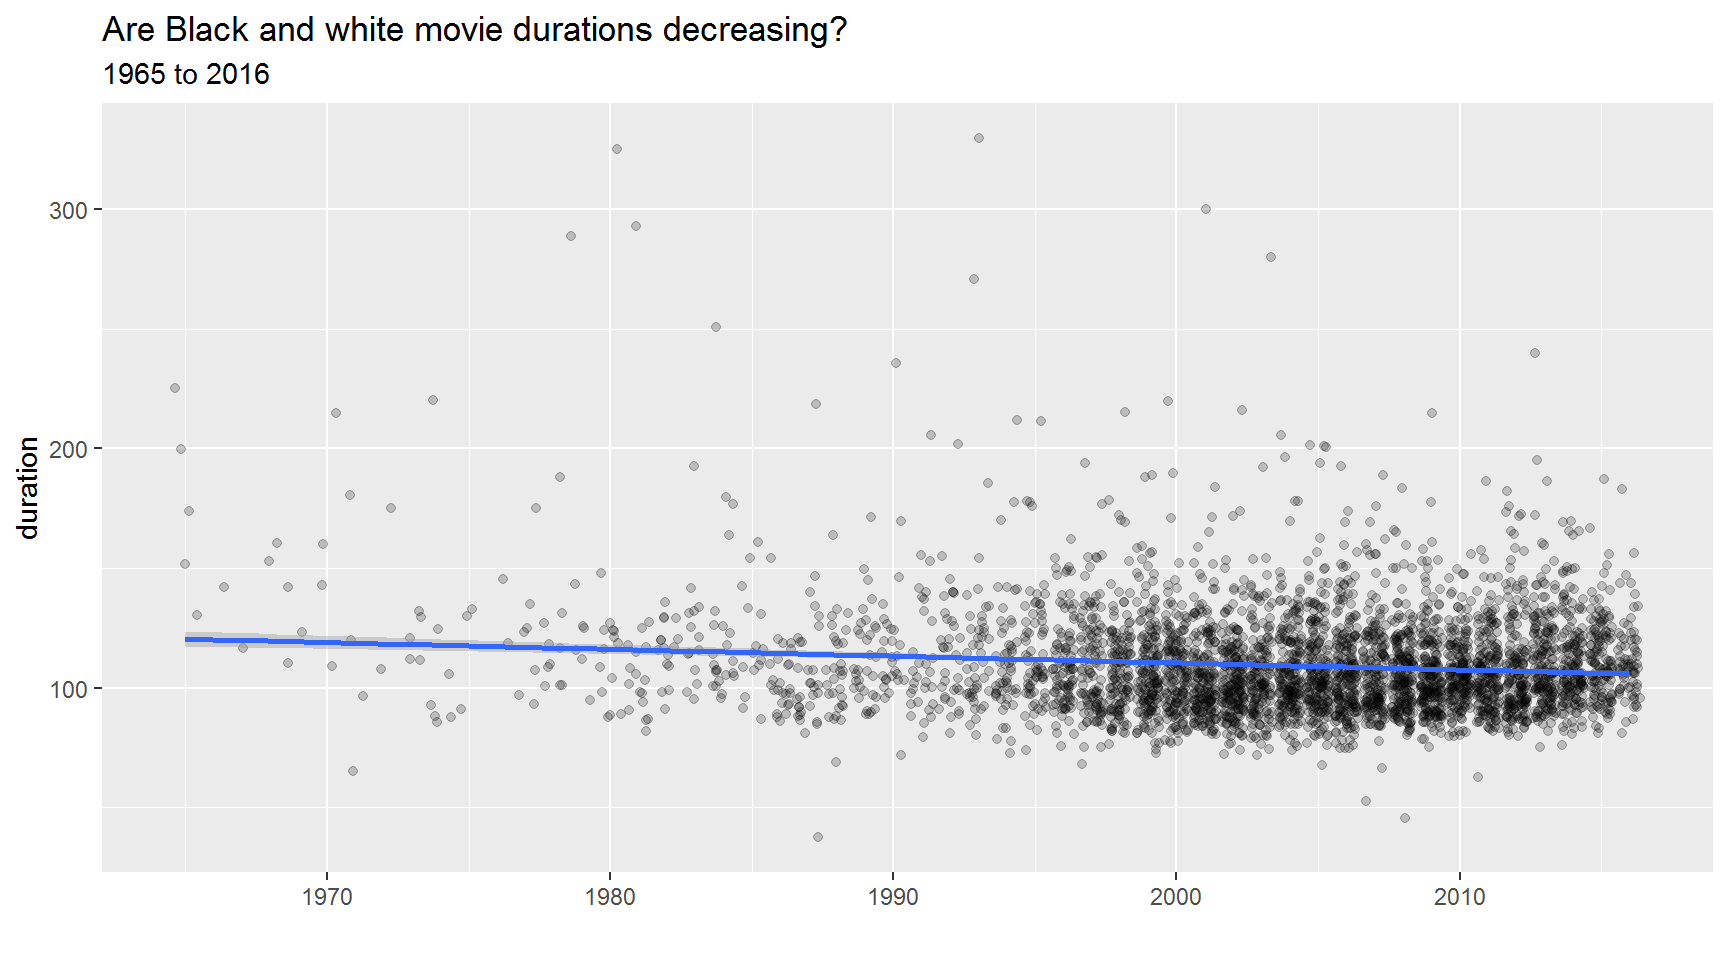 Are Black and white movie durations decreasing?
1965 to 2016
300
200
100
duration
1970 1980 1990 2000 2010